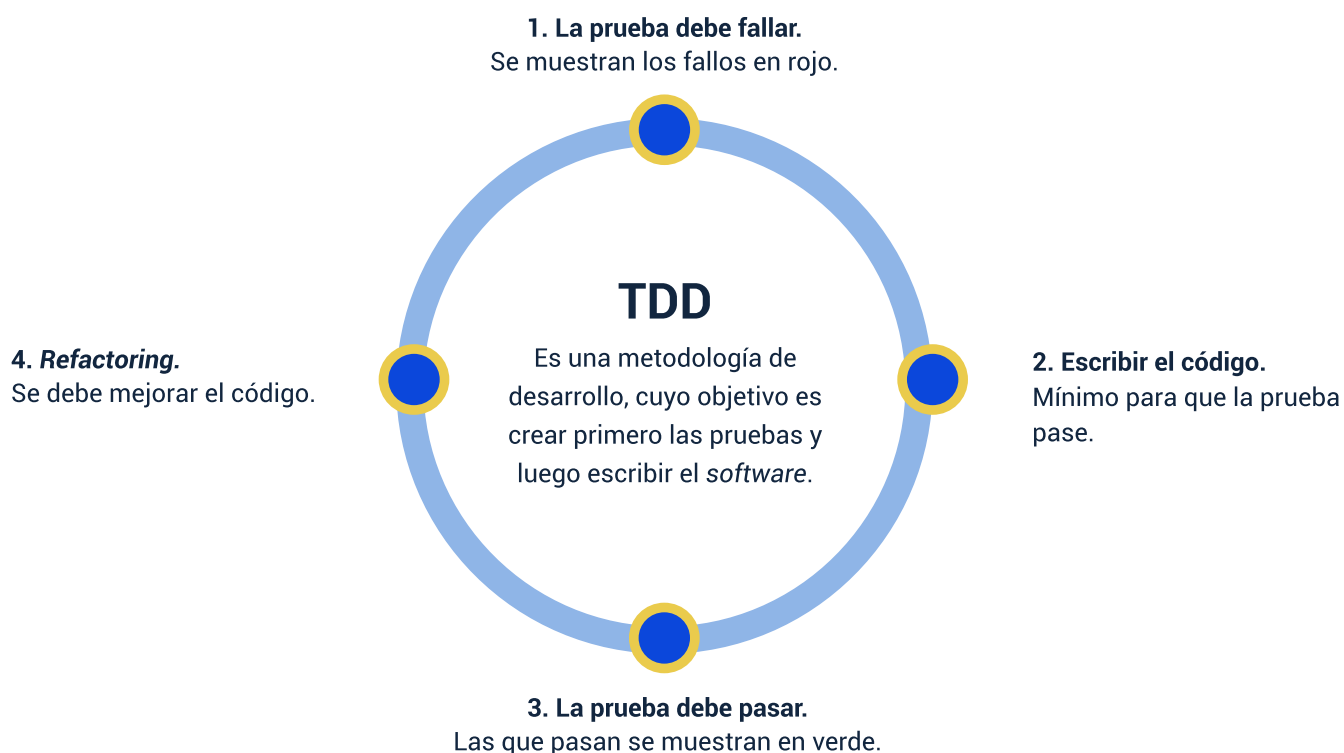 1. La prueba debe fallar.
Se muestran los fallos en rojo.
TDD
Es una metodología de
desarrollo, cuyo objetivo es
crear primero las pruebas y
luego escribir el software.
2. Escribir el código.
Mínimo para que la prueba
pase.
3. La prueba debe pasar.
Las que pasan se muestran en verde.
4. Refactoring.
Se debe mejorar el código.